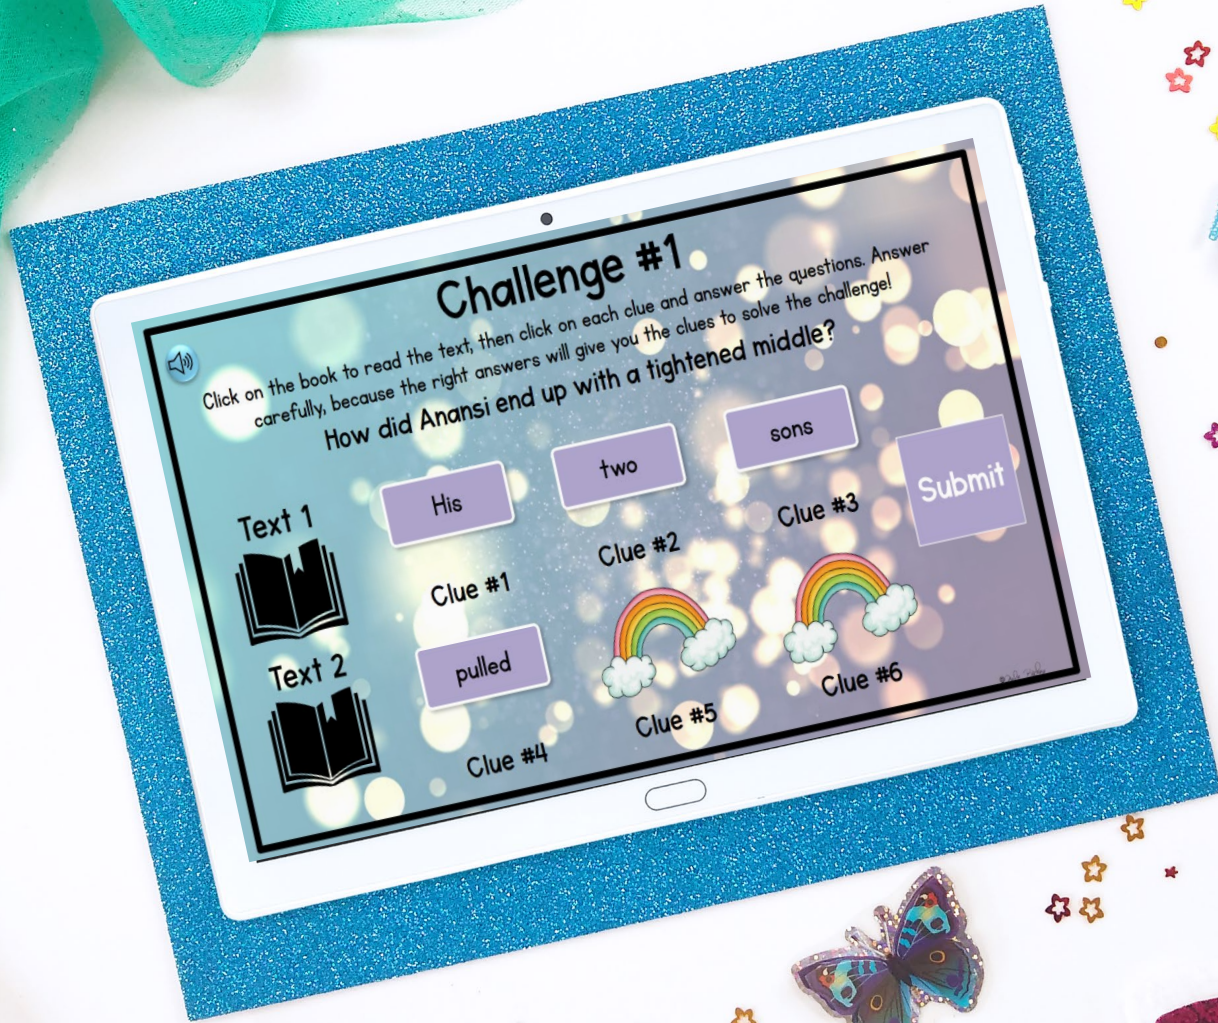 Challenge #1
Click on the book to read the text, then click on each clue and answer the questions. Answer
carefully, because the right answers will give you the clues to solve the challenge!
How did Anansi end up with a tightened middle?
Text 1
His
two
sons
Submit
Clue #1
Clue #2
Clue #3
Text 2
pulled
Clue #4
Clue #5
Clue #6